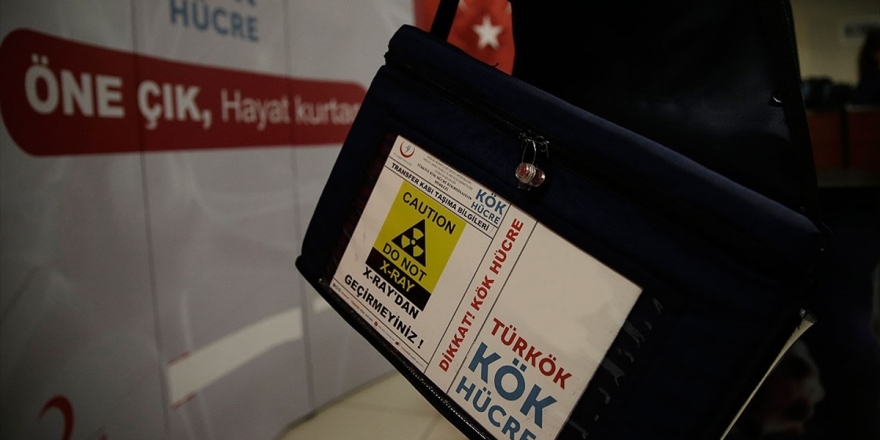 HÜCRE
ÖNE ÇIK, Hayat kurtar
TRANSFER KABI TAŞIMA BİLGİLERİ
KÖK
HÜCRE
CAUTION
DO NOT
X-RAY
X-RAY'DAN
GEÇİRMEYİNİZ !
DİKKAT! KÖK HÜCRE
TÜRKÖK
KÖK
HÜCRE